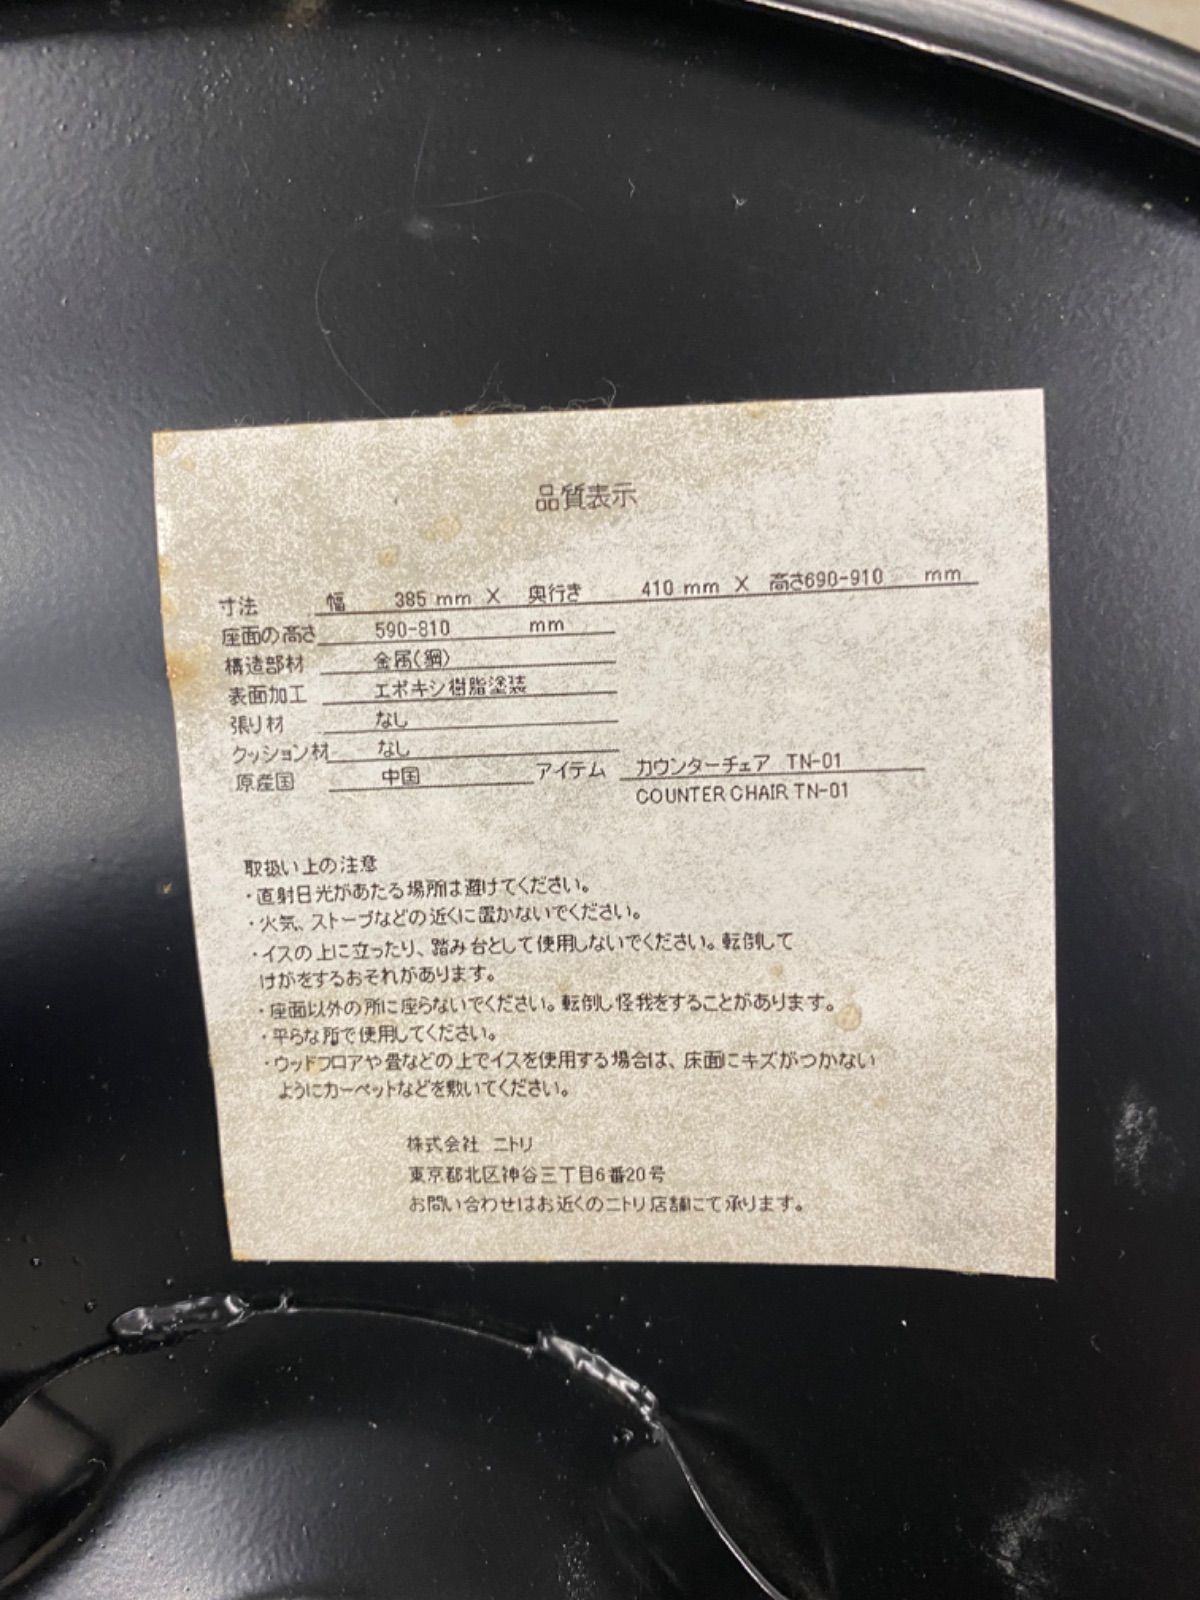 品質表示
寸法 幅 385 mm X 奥行き 410 mm X 高さ690-910 mm
座面の高さ 590-810 mm
構造部材 金属(鋼)
表面加工 エポキシ樹脂塗装
張り材 なし
クッション材 なし
原産国 中国 アイテム カウンターチェア TN-01
COUNTER CHAIR TN-01
取扱い上の注意
・直射日光があたる場所は避けてください。
・火気、ストーブなどの近くに置かないでください。
・イスの上に立ったり、踏み台として使用しないでください。転倒して
けがをするおそれがあります。
・座面以外の所に座らないでください。転倒し怪我をすることがあります。
・平らな所で使用してください。
・ウッドフロアや畳などの上でイスを使用する場合は、床面にキズがつかない
ようにカーペットなどを敷いてください。
株式会社 ニトリ
東京都北区神谷三丁目6番20号
お問い合わせはお近くのニトリ店舗にて承ります。